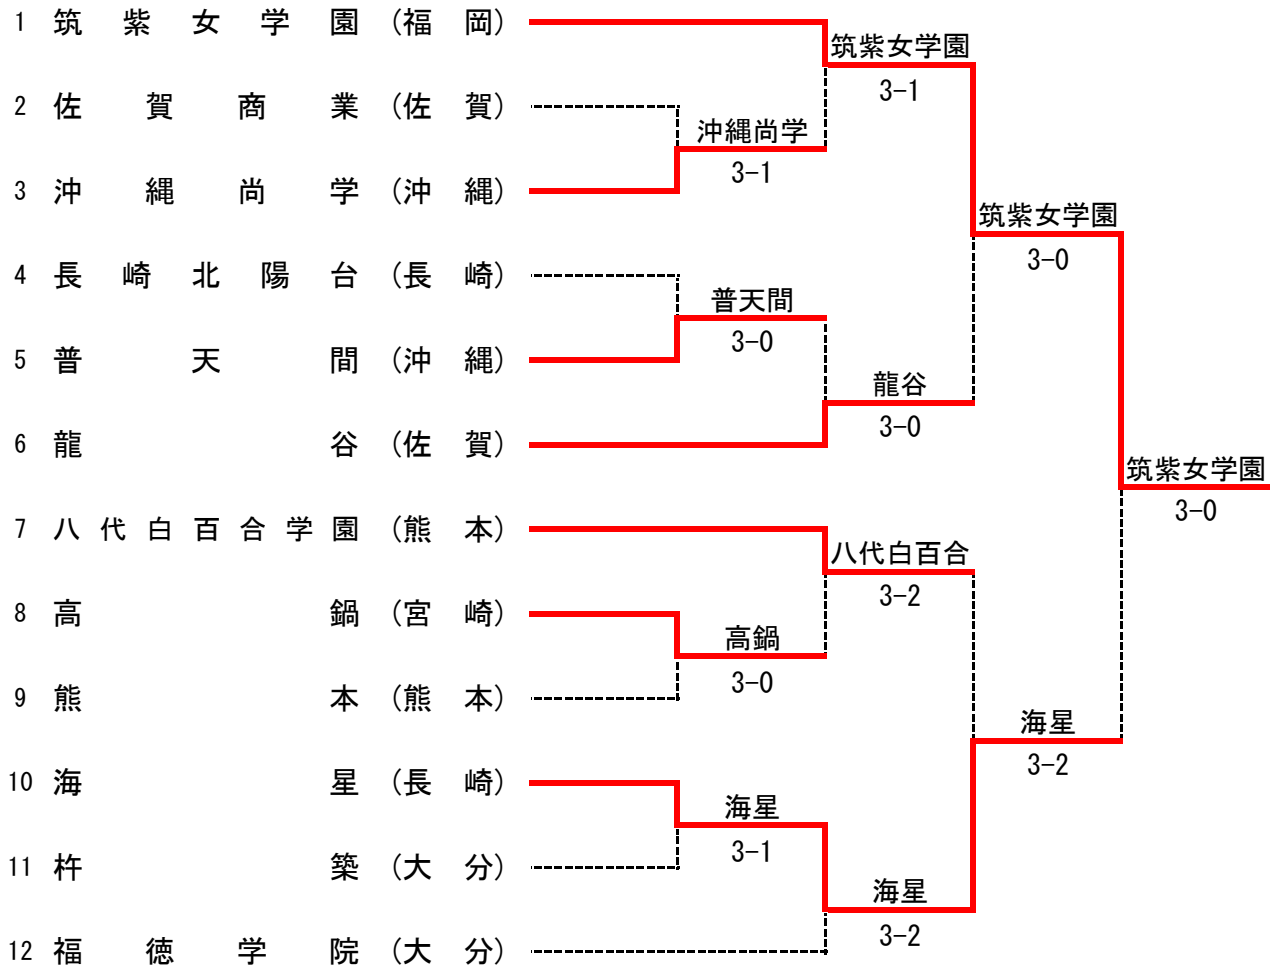 1 筑紫女学園 (福岡)
筑紫女学園
3-1
2 佐賀商業 (佐賀)
沖縄尚学
3-1
3 沖縄尚学 (沖縄)
筑紫女学園
3-0
4 長崎北陽台 (長崎)
普天間
3-0
5 普天間 (沖縄)
龍谷
3-0
6 龍谷 (佐賀)
筑紫女学園
3-0
7 八代白百合学園 (熊本)
八代白百合
3-2
8 高鍋 (宮崎)
高鍋
3-0
9 熊本 (熊本)
海星
3-2
10 海星 (長崎)
海星
3-1
11 杵築 (大分)
海星
3-2
12 福徳学院 (大分)